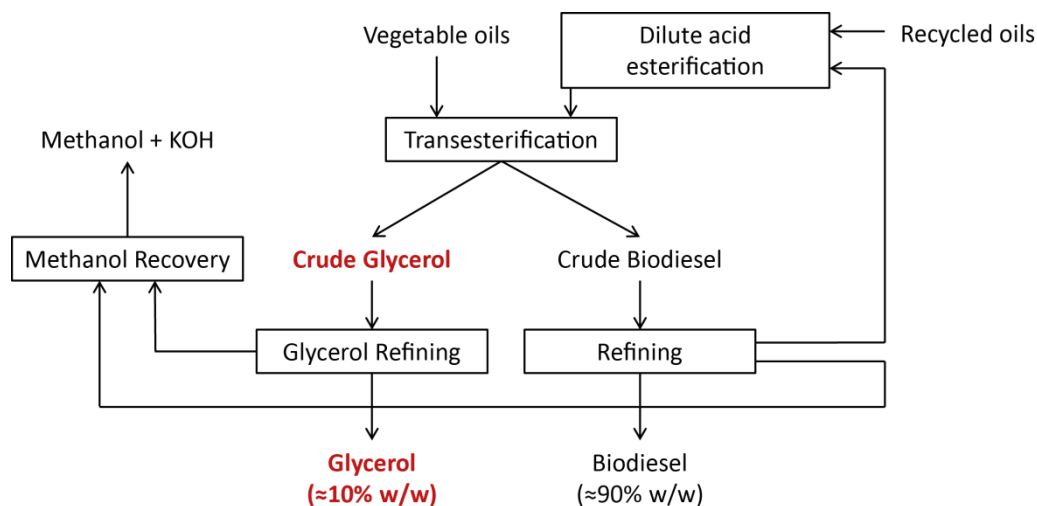 Vegetable oils
Dilute acid
esterification
Recycled oils
Transesterification
Methanol + KOH
Methanol Recovery
Crude Glycerol
Crude Biodiesel
Glycerol Refining
Refining
Glycerol
(≈10% w/w)
Biodiesel
(≈90% w/w)